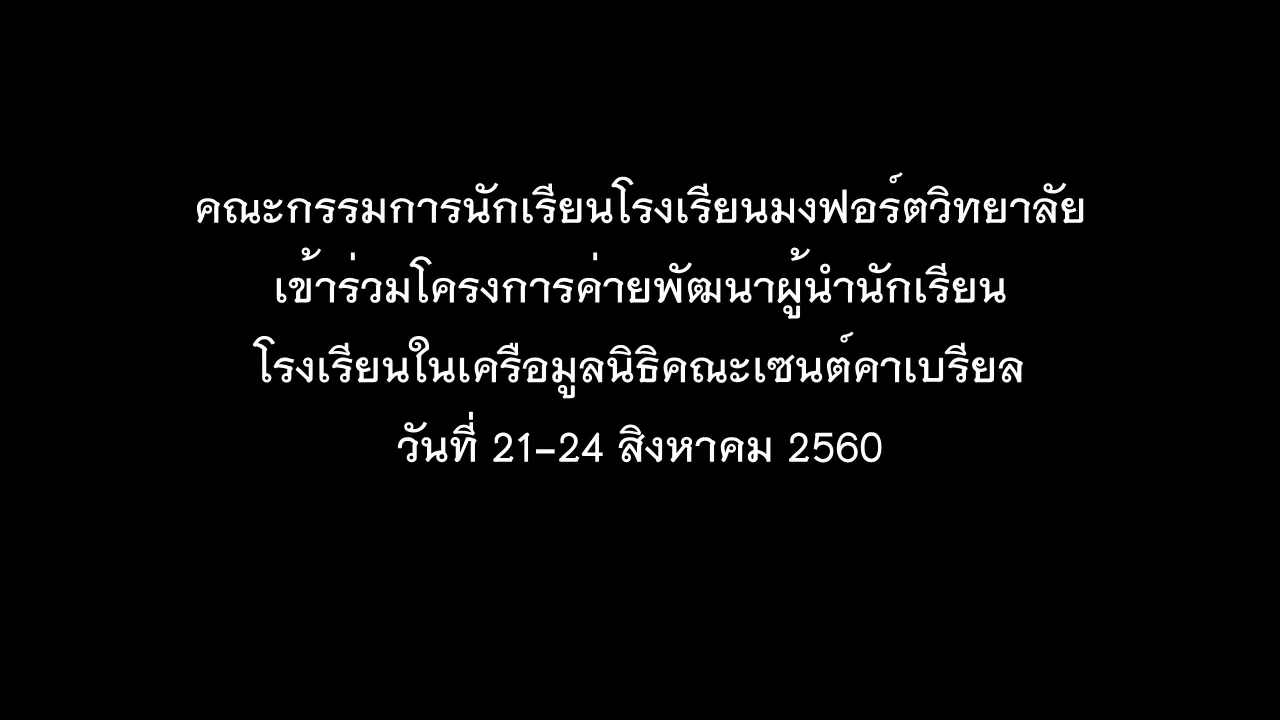 คณะกรรมการนักเรียนโรงเรียนมงฟอร์ตวิทยาลัย
เข้าร่วมโครงการค่ายพัฒนาผู้นำนักเรียน
โรงเรียนในเครือมูลนิธิคณะเซนต์คาเบรียล
วันที่ 21-24 สิงหาคม 2560